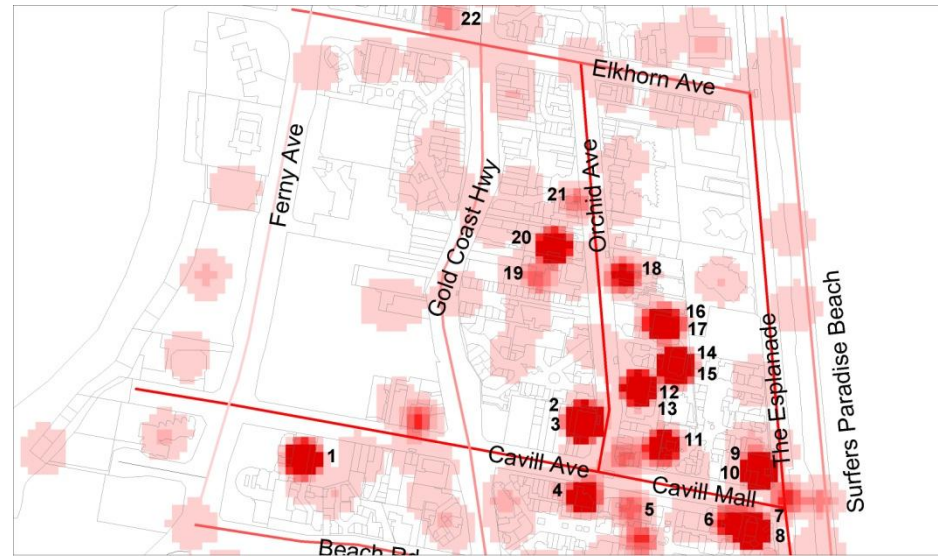 22
Elkhorn Ave
Ferny Ave
Gold Coast Hwy
Orchid Ave
21
20
19
18
16
17
14
15
12
13
2
3
11
The Esplanade
Surfers Paradise Beach
1
Cavill Ave
9
10
4
Cavill Mall
5
6
7
8
Beach Rd